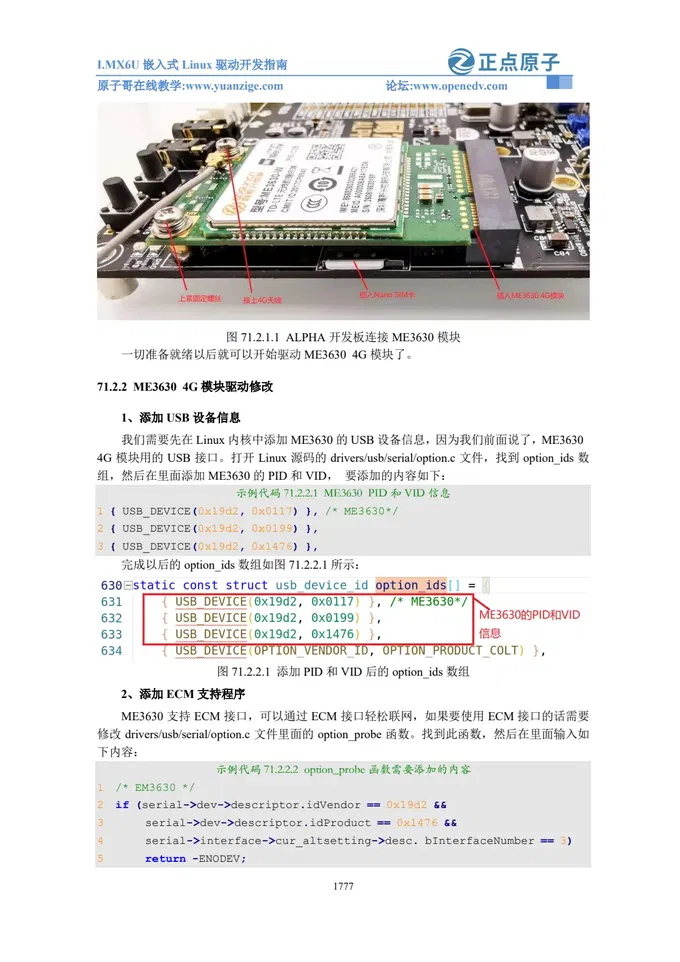 I.MX6U 嵌入式 Linux 驱动开发指南
正点原子
原子哥在线教学:www.yuanzige.com 论坛:www.openedv.com
上紧固定螺丝
接上4G天线
插入Nano SIM卡
插入ME3630 4G模块
图 71.2.1.1 ALPHA 开发板连接 ME3630 模块
一切准备就绪以后就可以开始驱动 ME3630 4G 模块了。
71.2.2 ME3630 4G 模块驱动修改
1、添加 USB 设备信息
我们需要先在 Linux 内核中添加 ME3630 的 USB 设备信息，因为我们前面说了，ME3630
4G 模块用的 USB 接口。打开 Linux 源码的 drivers/usb/serial/option.c 文件，找到 option_ids 数
组，然后在里面添加 ME3630 的 PID 和 VID， 要添加的内容如下：
示例代码 71.2.2.1 ME3630 PID 和 VID 信息
1 { USB_DEVICE(0x19d2, 0x0117) }, /* ME3630*/
2 { USB_DEVICE(0x19d2, 0x0199) },
3 { USB_DEVICE(0x19d2, 0x1476) },
完成以后的 option_ids 数组如图 71.2.2.1 所示：
630 static const struct usb_device_id option_ids[] = {
631 { USB_DEVICE(0x19d2, 0x0117) }, /* ME3630*/
632 { USB_DEVICE(0x19d2, 0x0199) },
633 { USB_DEVICE(0x19d2, 0x1476) },
634 { USB_DEVICE(OPTION_VENDOR_ID, OPTION_PRODUCT_COLT) },
ME3630的PID和VID
信息
图 71.2.2.1 添加 PID 和 VID 后的 option_ids 数组
2、添加 ECM 支持程序
ME3630 支持 ECM 接口，可以通过 ECM 接口轻松联网，如果要使用 ECM 接口的话需要
修改 drivers/usb/serial/option.c 文件里面的 option_probe 函数。找到此函数，然后在里面输入如
下内容：
示例代码 71.2.2.2 option_probe 函数需要添加的内容
1 /* EM3630 */
2 if (serial->dev->descriptor.idVendor == 0x19d2 &&
3 serial->dev->descriptor.idProduct == 0x1476 &&
4 serial->interface->cur_altsetting->desc. bInterfaceNumber == 3)
5 return -ENODEV;
1777